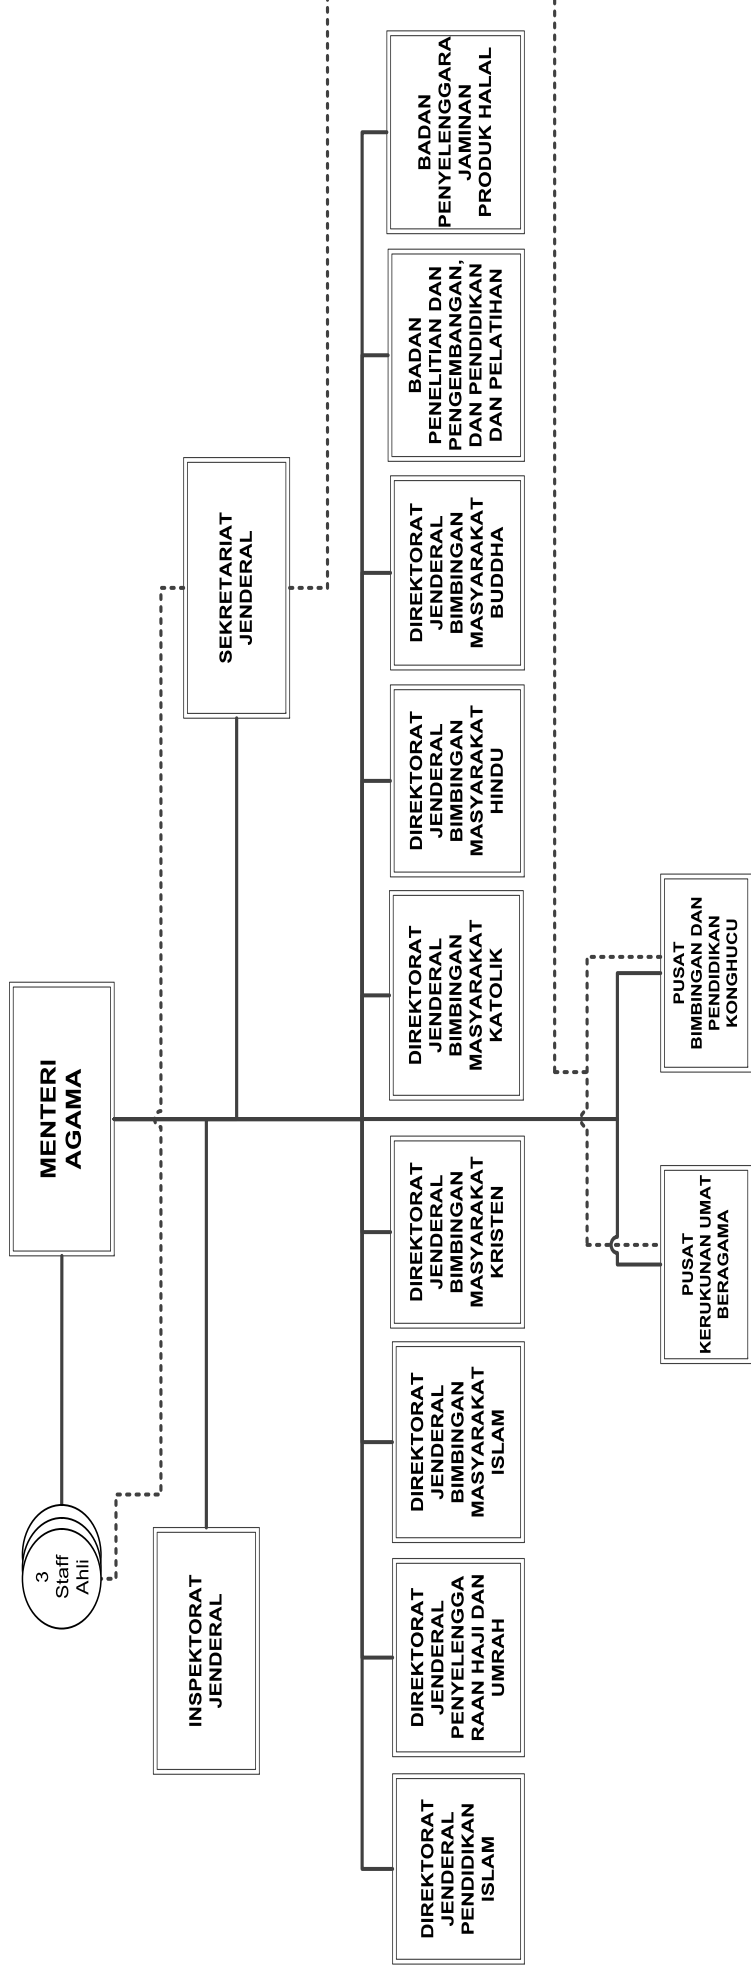 MENTERI
AGAMA
3
Staff
Ahli
SEKRETARIAT
JENDERAL
INSPEKTORAT
JENDERAL
DIREKTORAT
JENDERAL
PENDIDIKAN
ISLAM
DIREKTORAT
JENDERAL
PENYELENGGA
RAAN HAJI DAN
UMRAH
DIREKTORAT
JENDERAL
BIMBINGAN
MASYARAKAT
ISLAM
DIREKTORAT
JENDERAL
BIMBINGAN
MASYARAKAT
KRISTEN
DIREKTORAT
JENDERAL
BIMBINGAN
MASYARAKAT
KATOLIK
DIREKTORAT
JENDERAL
BIMBINGAN
MASYARAKAT
HINDU
DIREKTORAT
JENDERAL
BIMBINGAN
MASYARAKAT
BUDDHA
BADAN
PENELITIAN DAN
PENGEMBANGAN,
DAN PENDIDIKAN
DAN PELATIHAN
BADAN
PENYELENGGARA
JAMINAN
PRODUK HALAL
PUSAT
KERUKUNAN UMAT
BERAGAMA
PUSAT
BIMBINGAN DAN
PENDIDIKAN
KONGHUCU